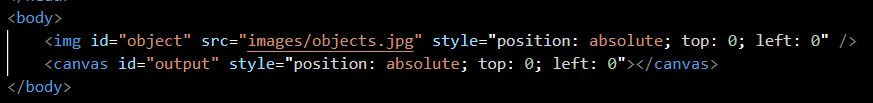 <body>
<img id="object" src="images/objects.jpg" style="position: absolute; top: 0; left: 0" />
<canvas id="output" style="position: absolute; top: 0; left: 0"></canvas>
</body>